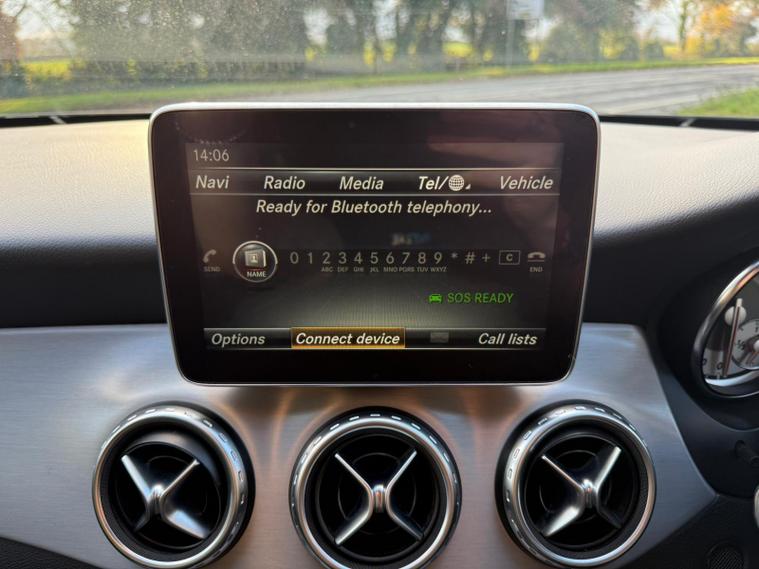 14:06
Navi Radio Media Tel/ Vehicle
Ready for Bluetooth telephony...
0 1 2 3 4 5 6 7 8 9 * # + C
SEND NAME ABC DEF GHI JKL MNO PQRS TUV WXYZ END
SOS READY
Options Connect device Call lists